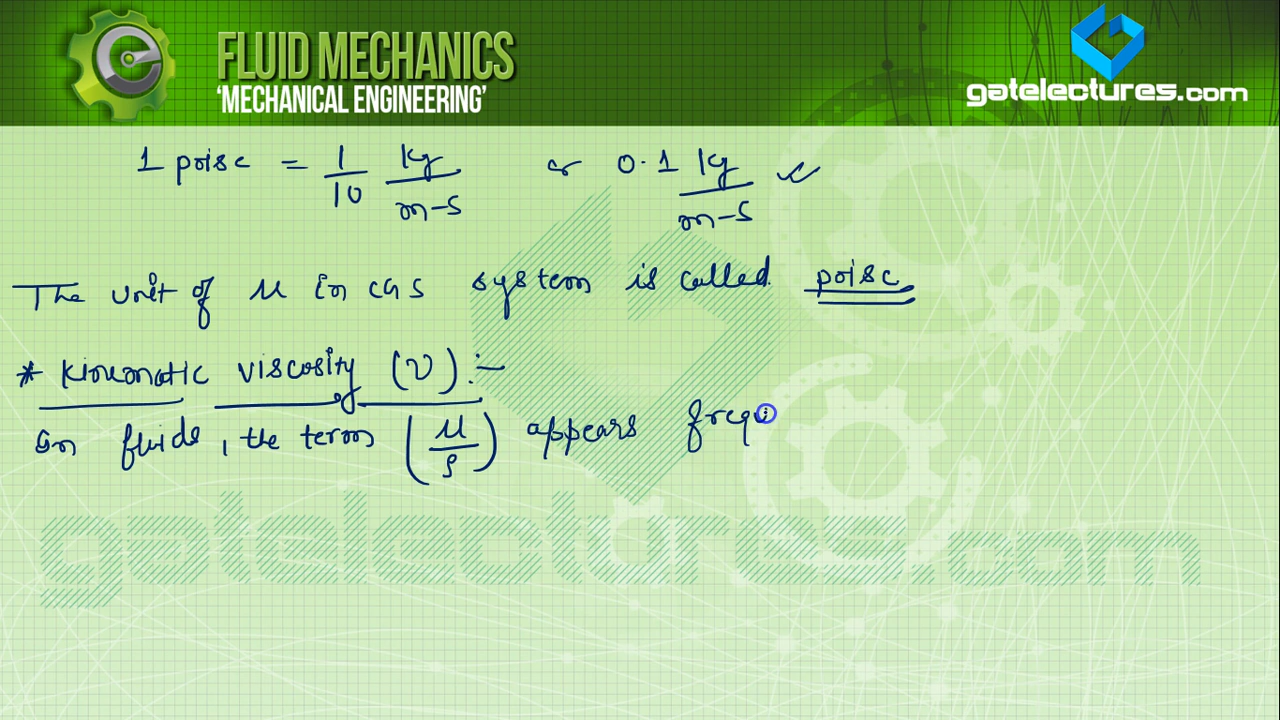 FLUID MECHANICS
'MECHANICAL ENGINEERING'
gatelectures.com
1 poise = 1/10 kg/m-s or 0.1 kg/m-s ✓
The unit of μ in CGS system is called poise
* Kinematic viscosity (ν) :-
In fluids, the term (μ/ρ) appears frequ
gatelectures.com